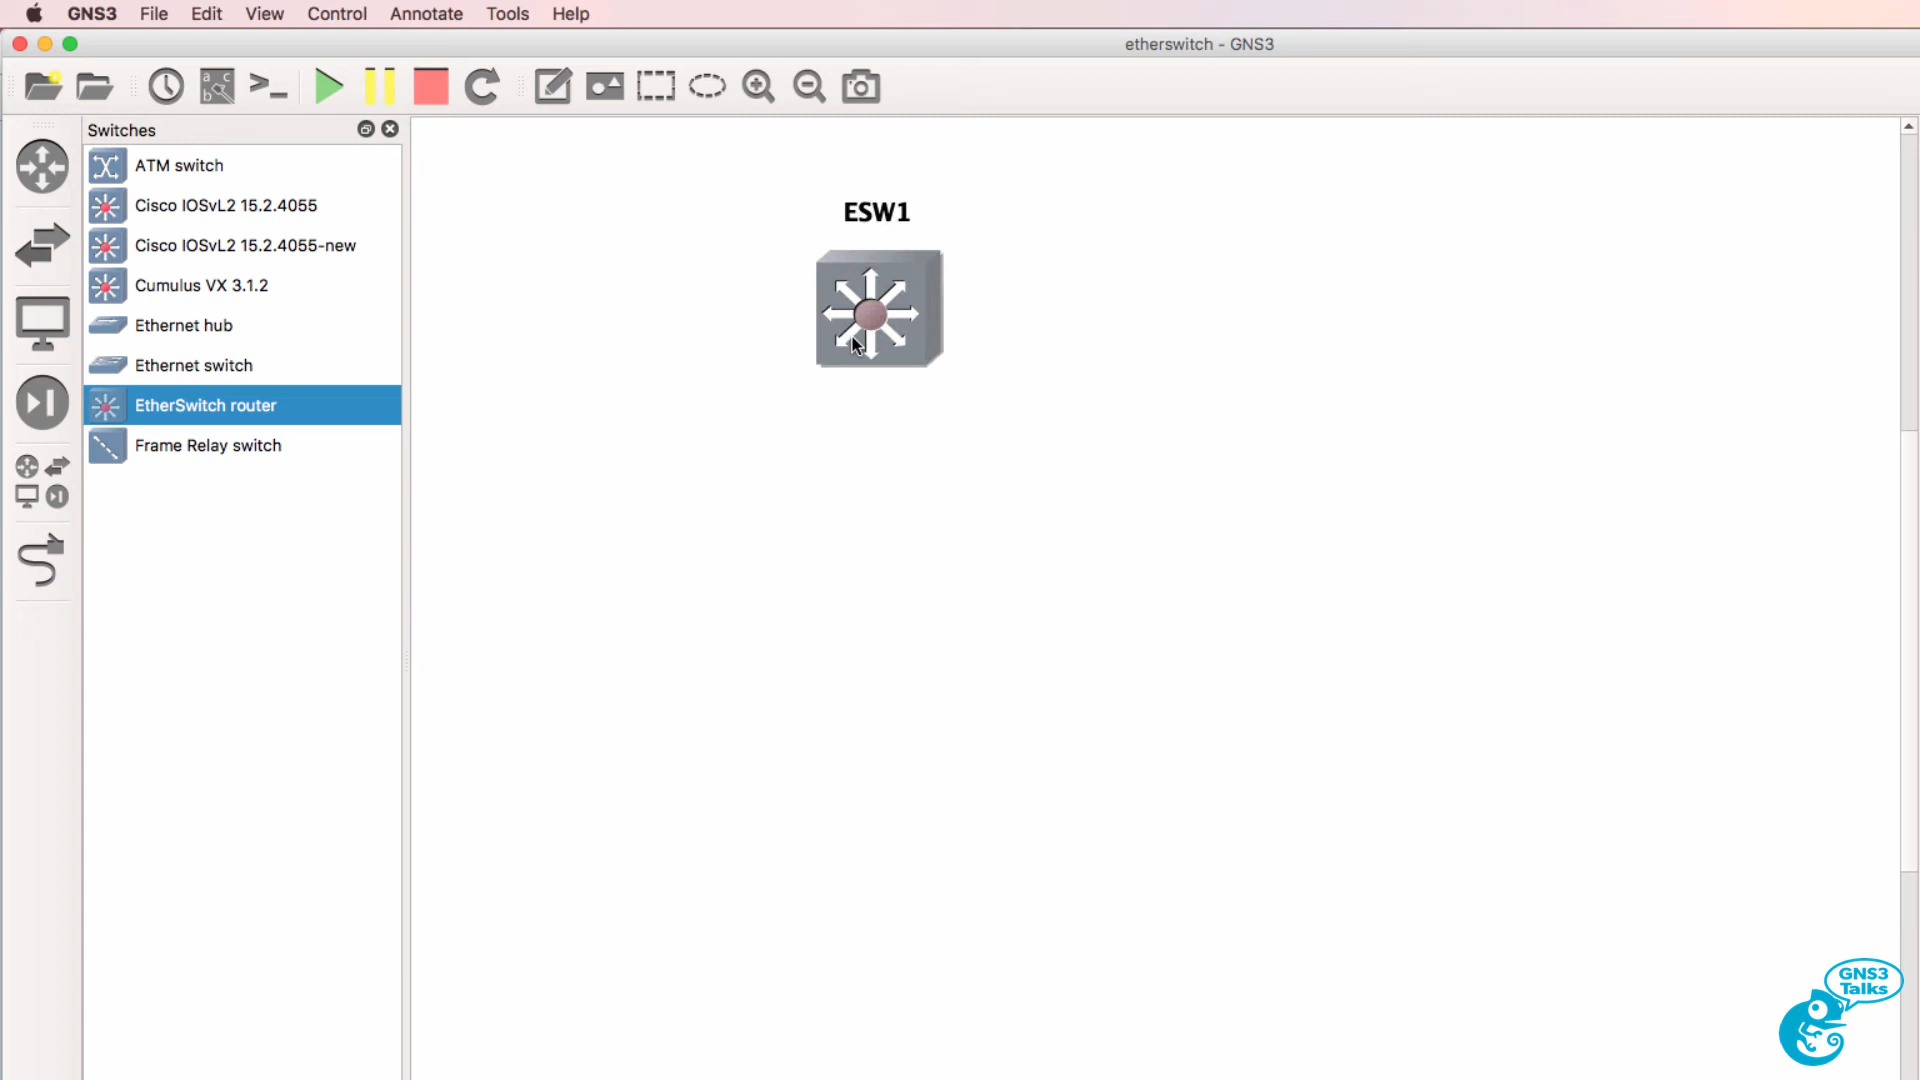 GNS3 File Edit View Control Annotate Tools Help
etherswitch - GNS3
a c
b
>_
Switches
ATM switch
Cisco IOSvL2 15.2.4055
Cisco IOSvL2 15.2.4055-new
Cumulus VX 3.1.2
Ethernet hub
Ethernet switch
EtherSwitch router
Frame Relay switch
ESW1
GNS3
Talks